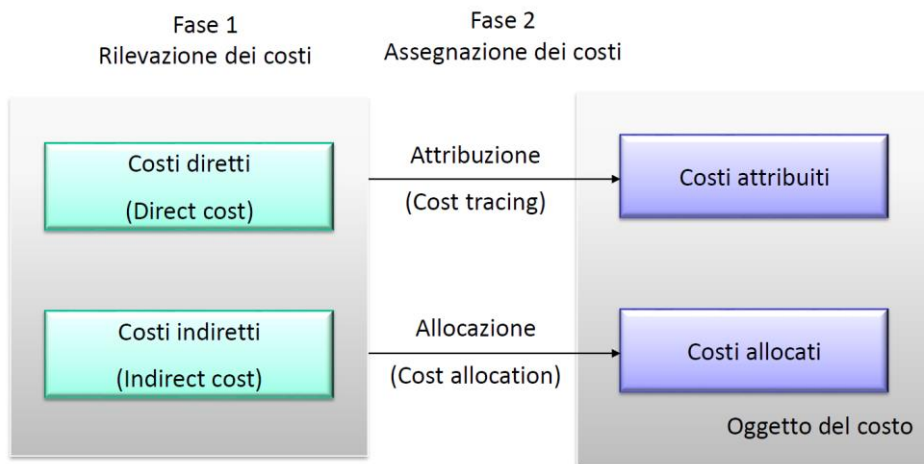 Fase 1
Rilevazione dei costi
Fase 2
Assegnazione dei costi
Costi diretti
(Direct cost)
Attribuzione
(Cost tracing)
Costi attribuiti
Costi indiretti
(Indirect cost)
Allocazione
(Cost allocation)
Costi allocati
Oggetto del costo